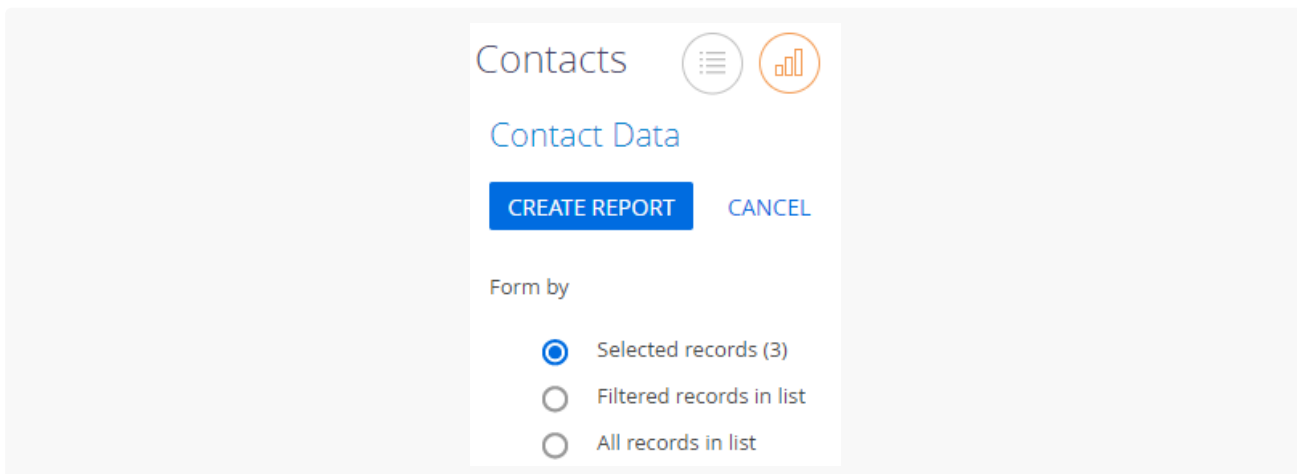 Contacts
Contact Data
CREATE REPORT CANCEL
Form by
Selected records (3)
Filtered records in list
All records in list